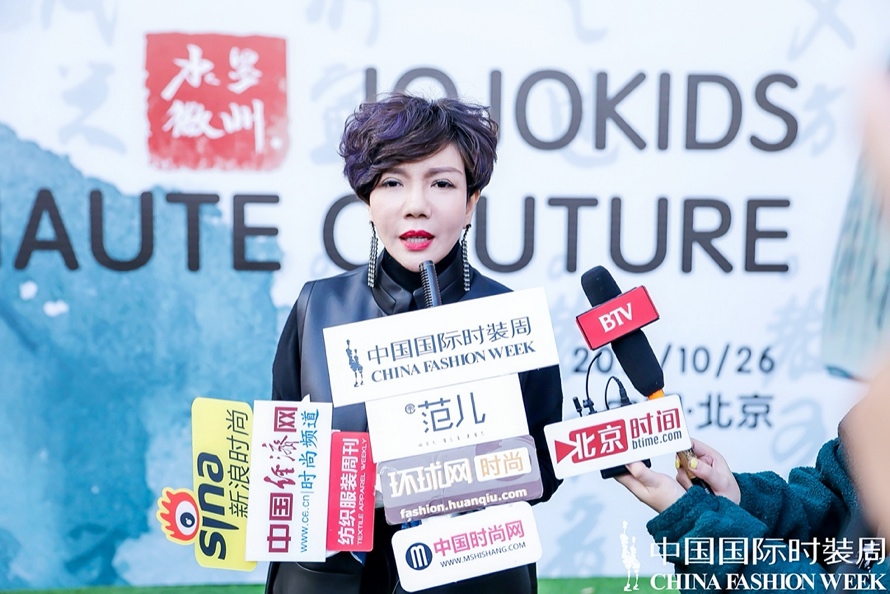 水墨
徽州
JOJOKIDS
HAUTE COUTURE
/10/26
北京
中国国际时装周
CHINA FASHION WEEK
范儿
BTV
北京时间
btime.com
sina
新浪时尚
中国经济网
www.ce.cn|时尚频道
纺织服装周刊
TEXTILE APPAREL WEEKLY
环球网 时尚
fashion.huanqiu.com
m 中国时尚网
WWW.MSHISHANG.COM
中国国际时装周
CHINA FASHION WEEK